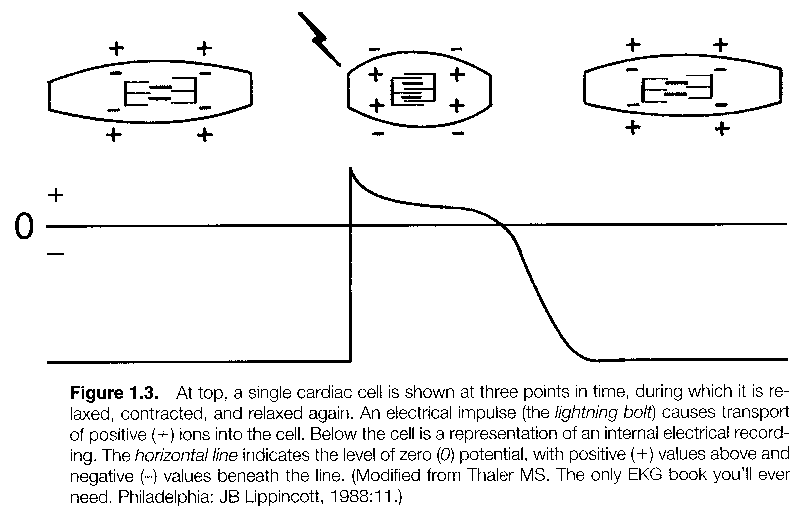 + +
- -
- -
+ +
- -
+ +
+ +
- -
+ +
- -
- -
+ +
+
0
-
Figure 1.3. At top, a single cardiac cell is shown at three points in time, during which it is re-
laxed, contracted, and relaxed again. An electrical impulse (the lightning bolt) causes transport
of positive (+) ions into the cell. Below the cell is a representation of an internal electrical record-
ing. The horizontal line indicates the level of zero (0) potential, with positive (+) values above and
negative (-) values beneath the line. (Modified from Thaler MS. The only EKG book you'll ever
need. Philadelphia: JB Lippincott, 1988:11.)